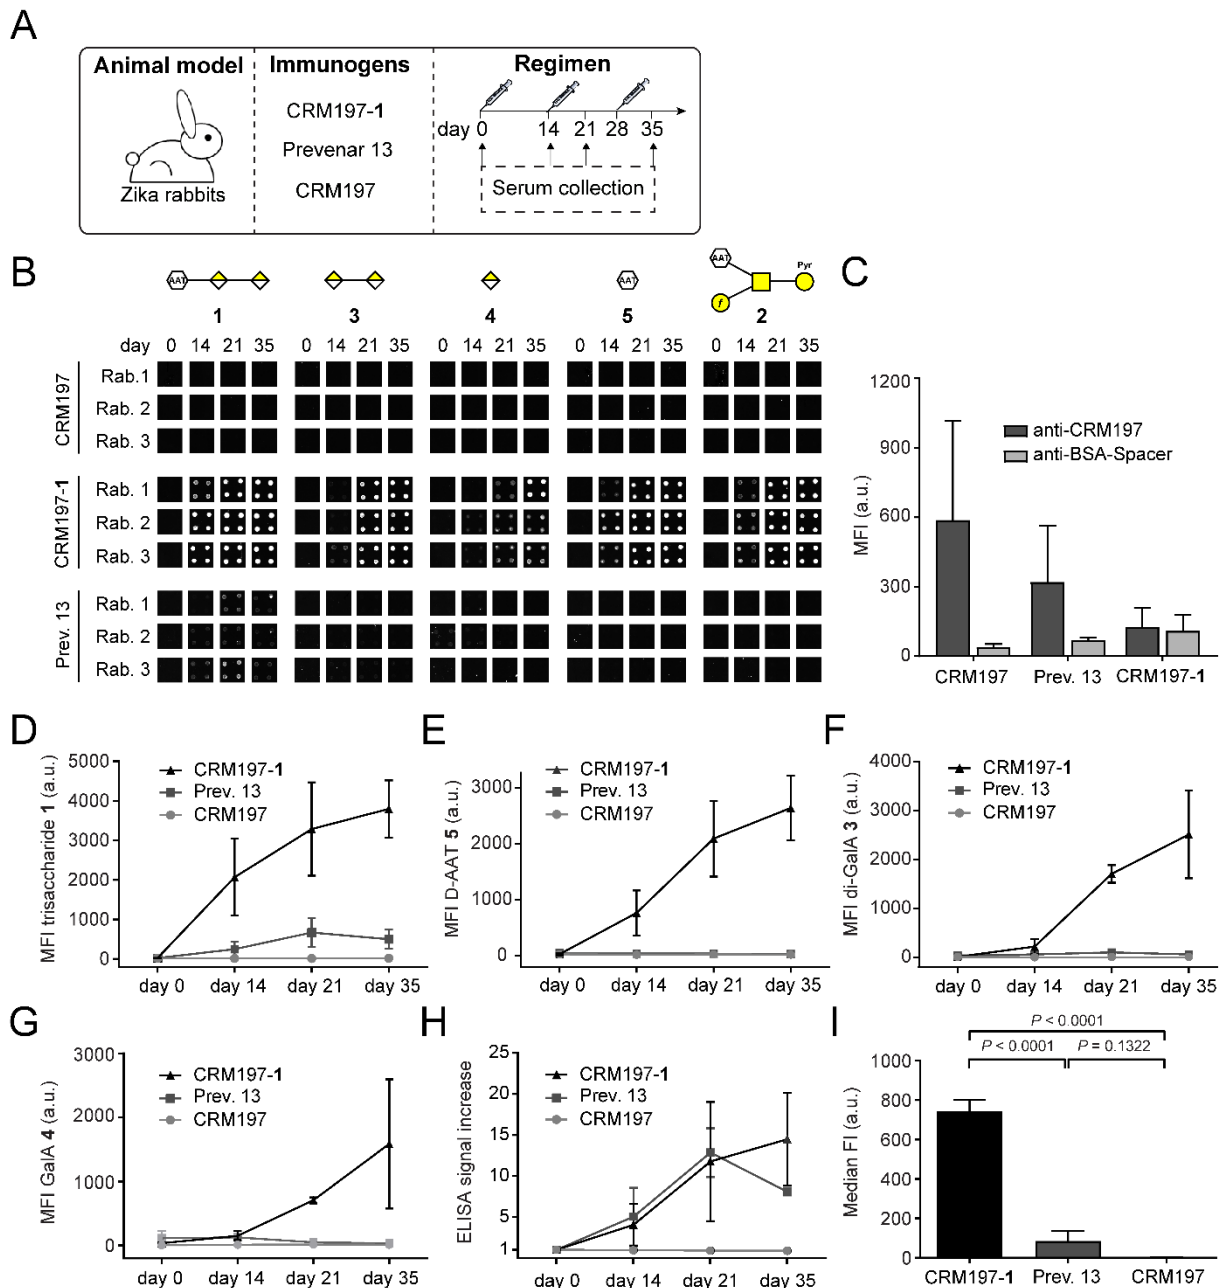 A
Animal model
Immunogens
Regimen
CRM197-1
Prevenar 13
CRM197
Zika rabbits
day 0 14 21 28 35
Serum collection
B
AAT
AAT
AAT
f
Pyr
1 3 4 5 2
day 0 14 21 35 0 14 21 35 0 14 21 35 0 14 21 35 0 14 21 35
CRM197
Rab.1
Rab. 2
Rab. 3
CRM197-1
Rab. 1
Rab. 2
Rab. 3
Prev. 13
Rab. 1
Rab. 2
Rab. 3
C
MFI (a.u.)
1200
900
600
300
0
anti-CRM197
anti-BSA-Spacer
CRM197 Prev. 13 CRM197-1
D
MFI trisaccharide 1 (a.u.)
5000
4000
3000
2000
1000
0
CRM197-1
Prev. 13
CRM197
day 0 day 14 day 21 day 35
E
MFI D-AAT 5 (a.u.)
3000
2000
1000
0
CRM197-1
Prev. 13
CRM197
day 0 day 14 day 21 day 35
F
MFI di-GalA 3 (a.u.)
4000
3000
2000
1000
0
CRM197-1
Prev. 13
CRM197
day 0 day 14 day 21 day 35
G
MFI GalA 4 (a.u.)
3000
2000
1000
0
CRM197-1
Prev. 13
CRM197
day 0 day 14 day 21 day 35
H
ELISA signal increase
25
20
15
10
5
1
CRM197-1
Prev. 13
CRM197
day 0 day 14 day 21 day 35
I
P < 0.0001
P < 0.0001 P = 0.1322
Median FI (a.u.)
1000
800
600
400
200
0
CRM197-1 Prev. 13 CRM197